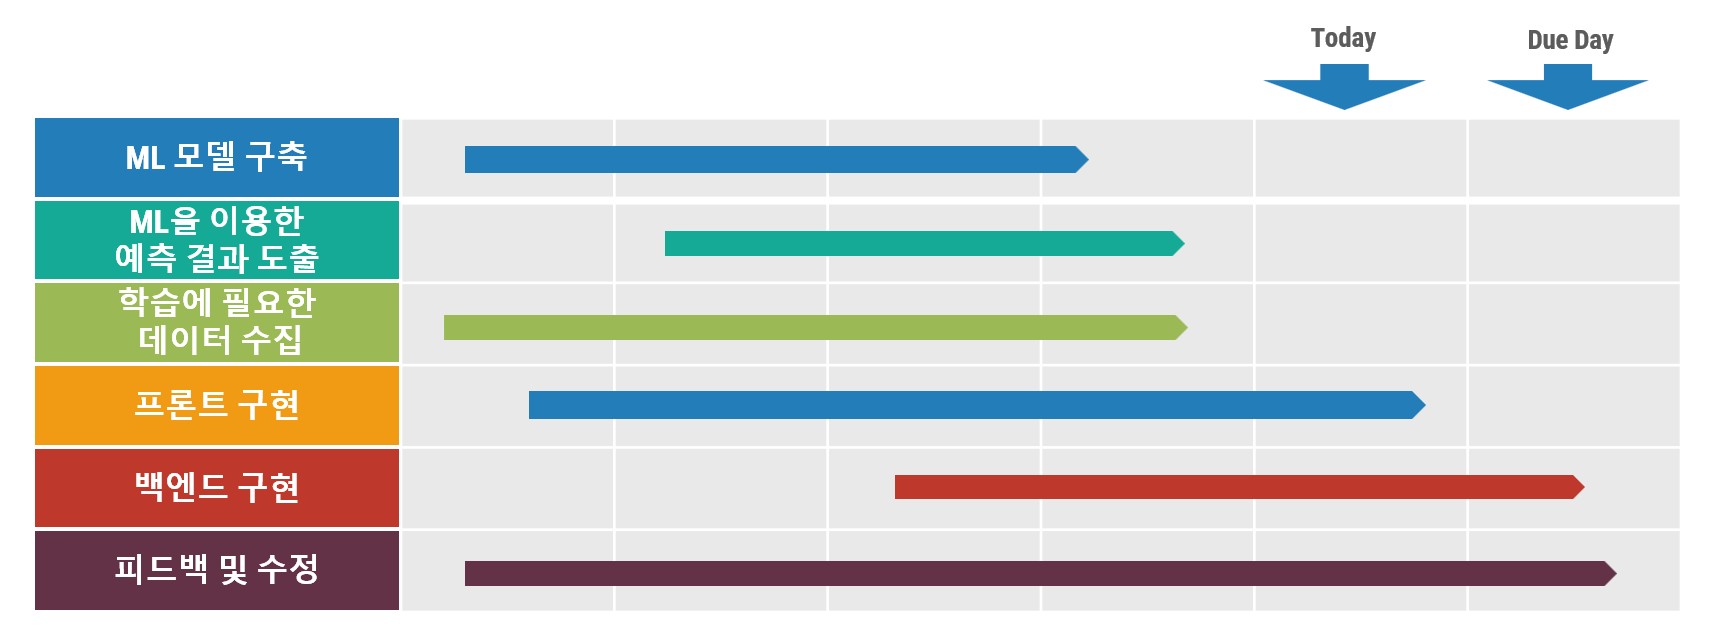 Today
Due Day
ML 모델 구축
ML을 이용한
예측 결과 도출
학습에 필요한
데이터 수집
프론트 구현
백엔드 구현
피드백 및 수정